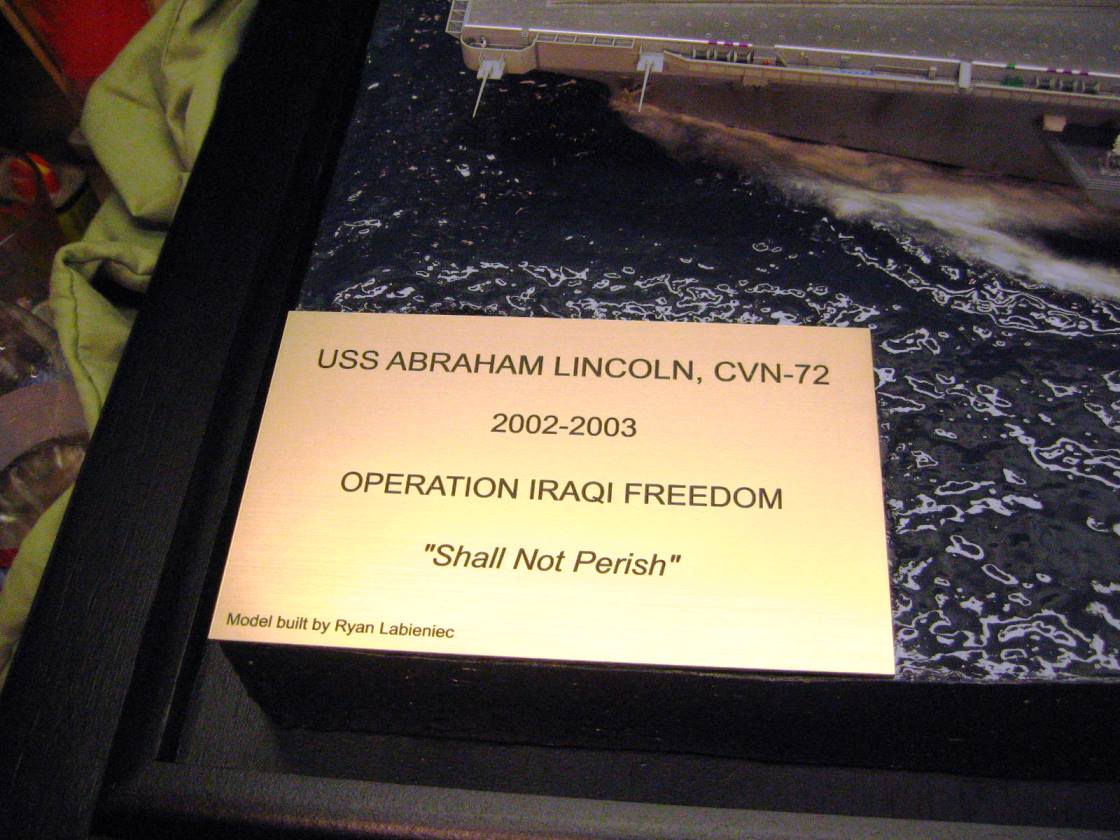 USS ABRAHAM LINCOLN, CVN-72
2002-2003
OPERATION IRAQI FREEDOM
"Shall Not Perish"
Model built by Ryan Labieniec